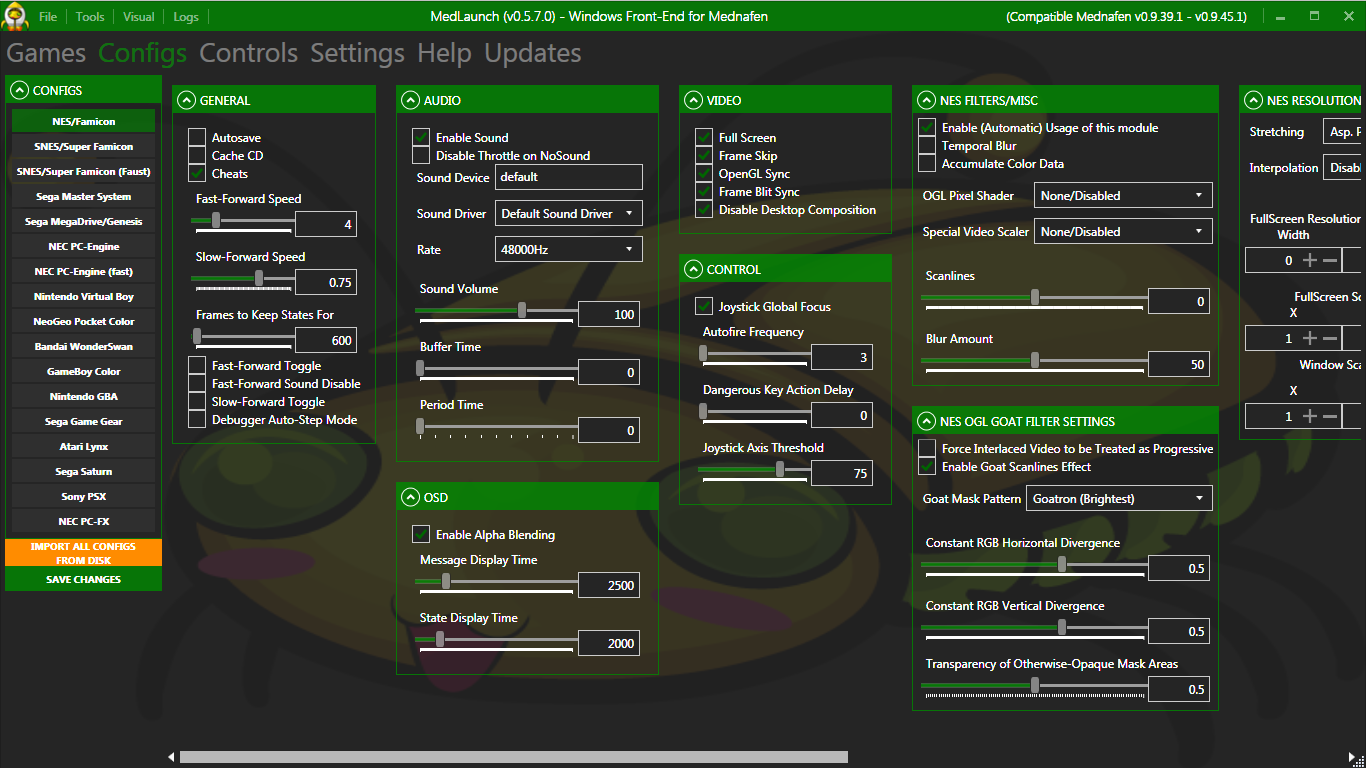 File Tools Visual Logs MedLaunch (v0.5.7.0) - Windows Front-End for Mednafen (Compatible Mednafen v0.9.39.1 - v0.9.45.1)
Games Configs Controls Settings Help Updates
CONFIGS
NES/Famicon
SNES/Super Famicon
SNES/Super Famicon (Faust)
Sega Master System
Sega MegaDrive/Genesis
NEC PC-Engine
NEC PC-Engine (fast)
Nintendo Virtual Boy
NeoGeo Pocket Color
Bandai WonderSwan
GameBoy Color
Nintendo GBA
Sega Game Gear
Atari Lynx
Sega Saturn
Sony PSX
NEC PC-FX
IMPORT ALL CONFIGS
FROM DISK
SAVE CHANGES
GENERAL
Autosave
Cache CD
Cheats
Fast-Forward Speed
4
Slow-Forward Speed
0.75
Frames to Keep States For
600
Fast-Forward Toggle
Fast-Forward Sound Disable
Slow-Forward Toggle
Debugger Auto-Step Mode
AUDIO
Enable Sound
Disable Throttle on NoSound
Sound Device default
Sound Driver Default Sound Driver
Rate 48000Hz
Sound Volume
100
Buffer Time
0
Period Time
0
OSD
Enable Alpha Blending
Message Display Time
2500
State Display Time
2000
VIDEO
Full Screen
Frame Skip
OpenGL Sync
Frame Blit Sync
Disable Desktop Composition
CONTROL
Joystick Global Focus
Autofire Frequency
3
Dangerous Key Action Delay
0
Joystick Axis Threshold
75
NES FILTERS/MISC
Enable (Automatic) Usage of this module
Temporal Blur
Accumulate Color Data
OGL Pixel Shader None/Disabled
Special Video Scaler None/Disabled
Scanlines
0
Blur Amount
50
NES OGL GOAT FILTER SETTINGS
Force Interlaced Video to be Treated as Progressive
Enable Goat Scanlines Effect
Goat Mask Pattern Goatron (Brightest)
Constant RGB Horizontal Divergence
0.5
Constant RGB Vertical Divergence
0.5
Transparency of Otherwise-Opaque Mask Areas
0.5
NES RESOLUTION
Stretching Asp. P
Interpolation Disabl
FullScreen Resolution
Width
0
FullScreen Sc
X
1
Window Sca
X
1